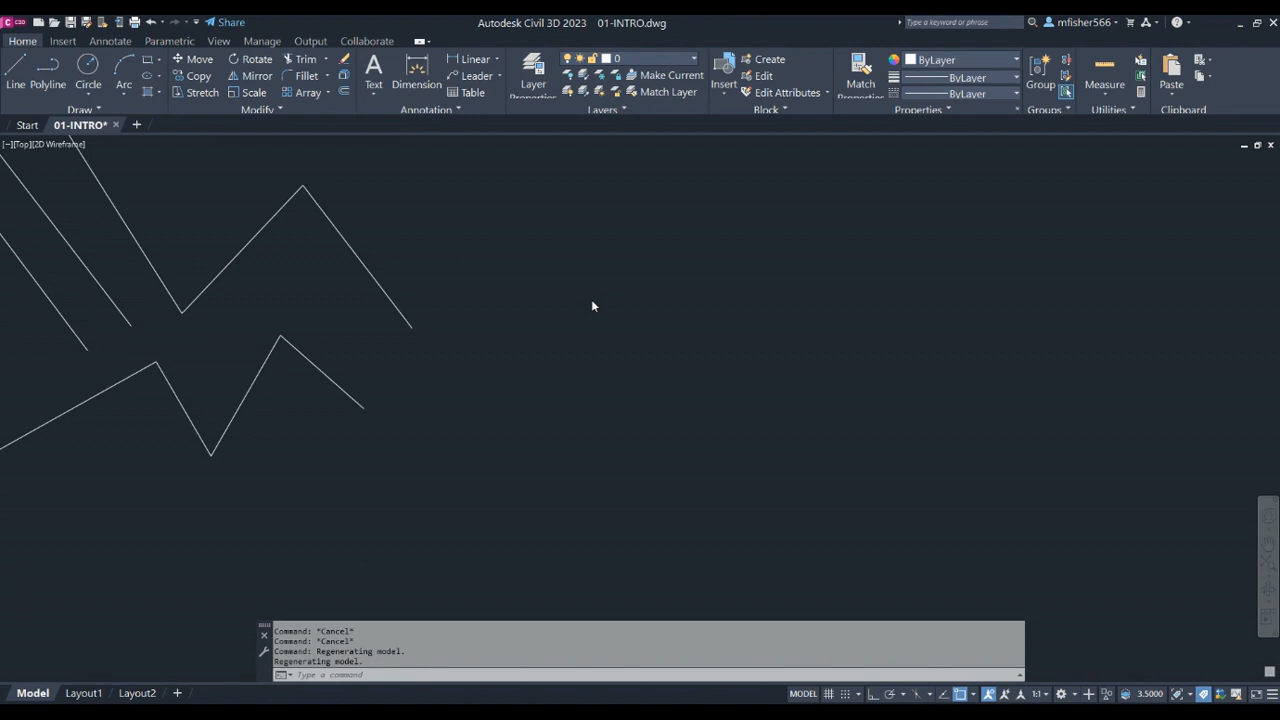 C3D Share Autodesk Civil 3D 2023 01-INTRO.dwg Type a keyword or phrase mfisher566
Home Insert Annotate Parametric View Manage Output Collaborate
Line Polyline Circle Arc Move Rotate Trim Text Dimension Linear Layer Properties 0 Insert Create Match Properties ByLayer Group Measure Paste
Copy Mirror Fillet Leader Make Current Edit ByLayer
Stretch Scale Array Table Match Layer Edit Attributes ByLayer
Draw Modify Annotation Layers Block Properties Groups Utilities Clipboard
Start 01-INTRO*
[−][Top][2D Wireframe]
Command: *Cancel*
Command: *Cancel*
Command: Regenerating model.
Regenerating model.
Type a command
Model Layout1 Layout2 MODEL 1:1 3.5000